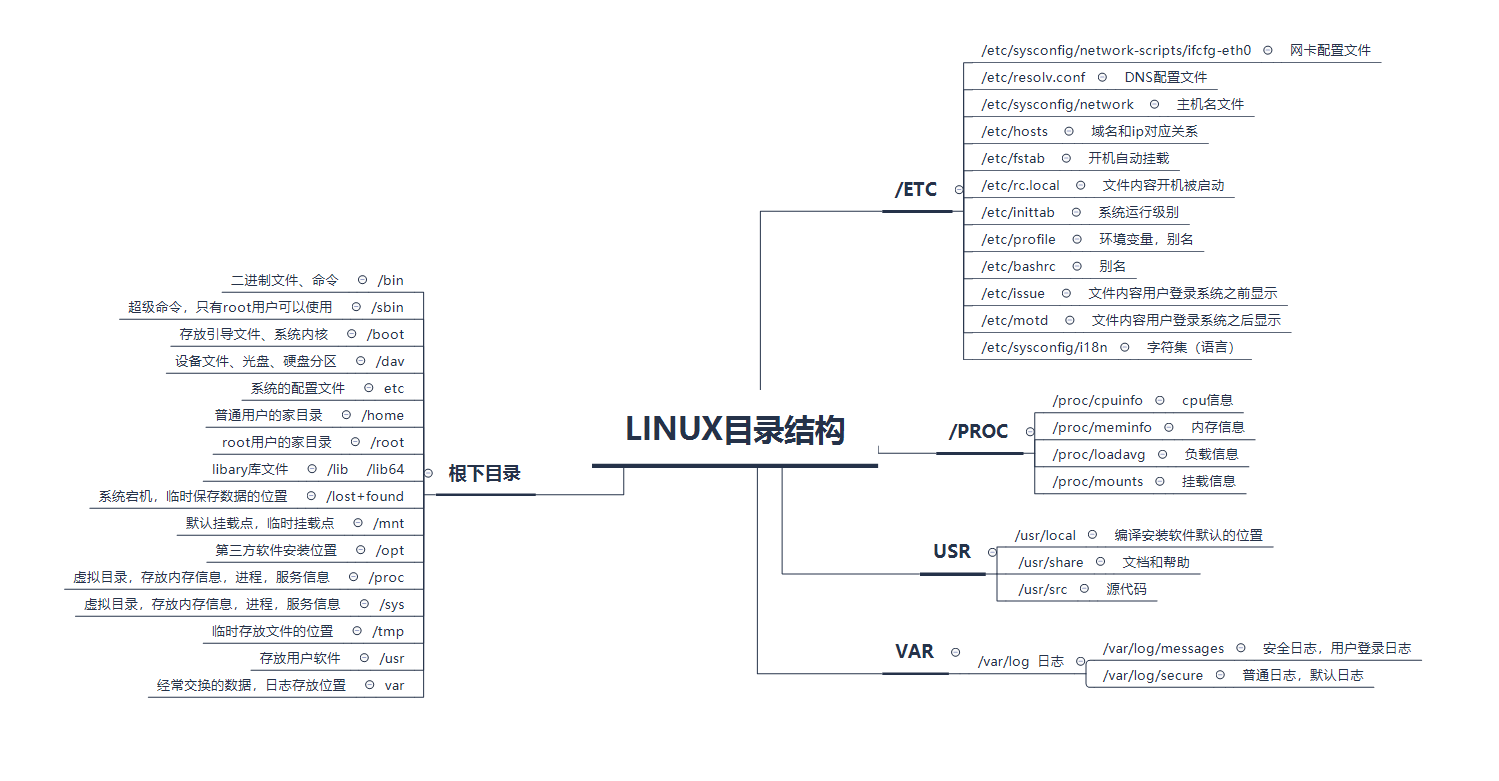 LINUX目录结构
/ETC
/etc/sysconfig/network-scripts/ifcfg-eth0 网卡配置文件
/etc/resolv.conf DNS配置文件
/etc/sysconfig/network 主机名文件
/etc/hosts 域名和ip对应关系
/etc/fstab 开机自动挂载
/etc/rc.local 文件内容开机被启动
/etc/inittab 系统运行级别
/etc/profile 环境变量，别名
/etc/bashrc 别名
/etc/issue 文件内容用户登录系统之前显示
/etc/motd 文件内容用户登录系统之后显示
/etc/sysconfig/i18n 字符集（语言）
/PROC
/proc/cpuinfo cpu信息
/proc/meminfo 内存信息
/proc/loadavg 负载信息
/proc/mounts 挂载信息
USR
/usr/local 编译安装软件默认的位置
/usr/share 文档和帮助
/usr/src 源代码
VAR
/var/log 日志
/var/log/messages 安全日志，用户登录日志
/var/log/secure 普通日志，默认日志
根下目录
二进制文件、命令 /bin
超级命令，只有root用户可以使用 /sbin
存放引导文件、系统内核 /boot
设备文件、光盘、硬盘分区 /dav
系统的配置文件 etc
普通用户的家目录 /home
root用户的家目录 /root
libary库文件 /lib /lib64
系统宕机，临时保存数据的位置 /lost+found
默认挂载点，临时挂载点 /mnt
第三方软件安装位置 /opt
虚拟目录，存放内存信息，进程，服务信息 /proc
虚拟目录，存放内存信息，进程，服务信息 /sys
临时存放文件的位置 /tmp
存放用户软件 /usr
经常交换的数据，日志存放位置 var